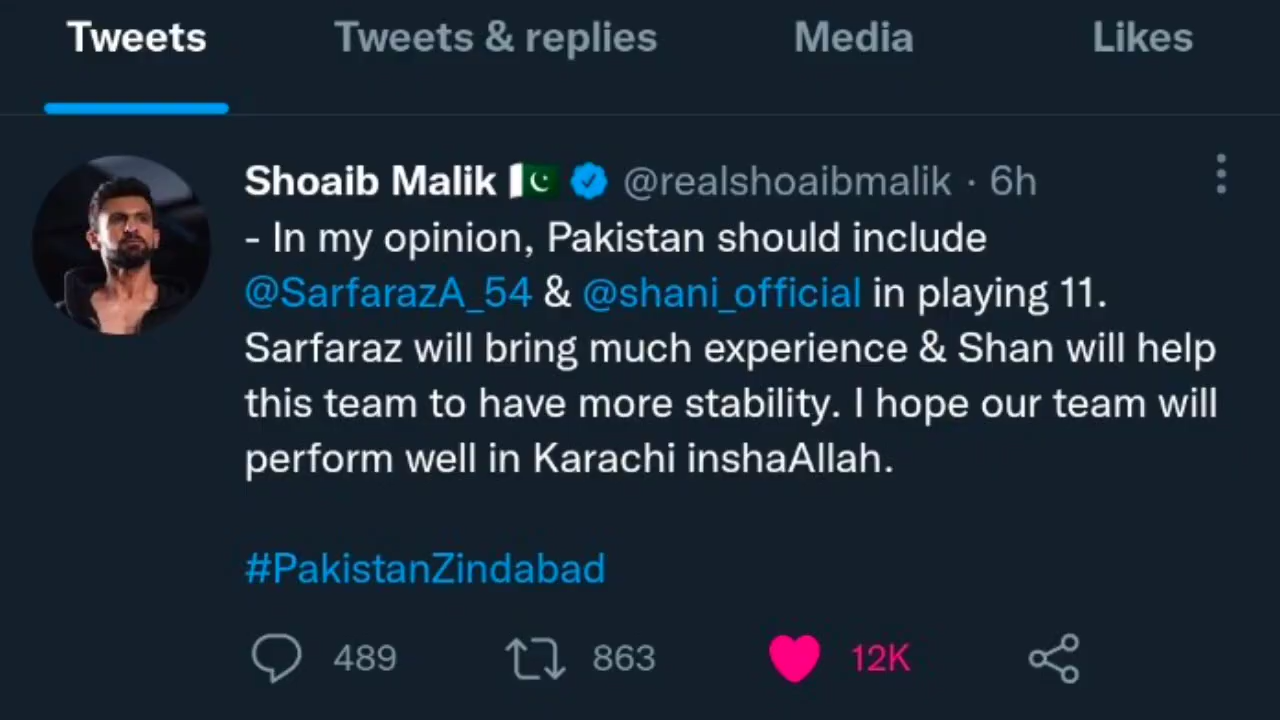 Tweets Tweets & replies Media Likes
Shoaib Malik 🇵🇰 @realshoaibmalik · 6h
- In my opinion, Pakistan should include
@SarfarazA_54 & @shani_official in playing 11.
Sarfaraz will bring much experience & Shan will help
this team to have more stability. I hope our team will
perform well in Karachi inshaAllah.
#PakistanZindabad
489 863 12K